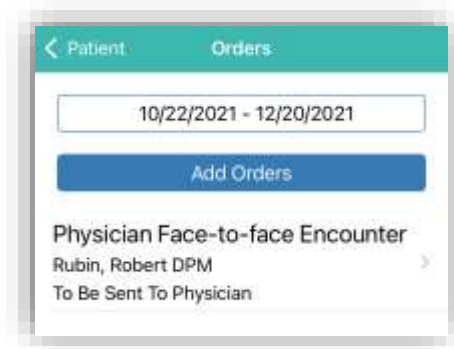 Patient Orders
10/22/2021 - 12/20/2021
Add Orders
Physician Face-to-face Encounter
Rubin, Robert DPM
To Be Sent To Physician